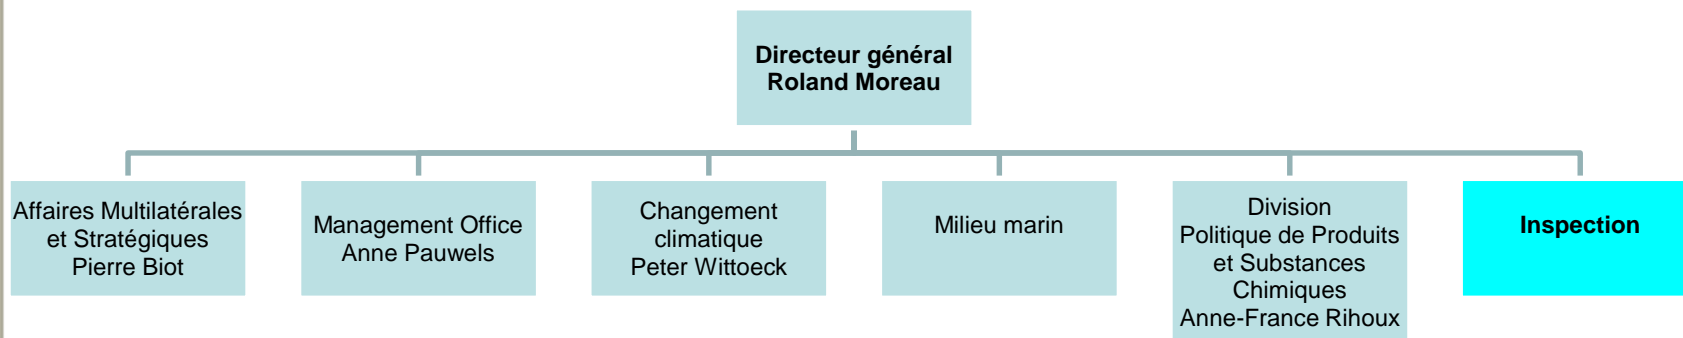 Directeur général
Roland Moreau
Affaires Multilatérales
et Stratégiques
Pierre Biot
Management Office
Anne Pauwels
Changement
climatique
Peter Wittoeck
Milieu marin
Division
Politique de Produits
et Substances
Chimiques
Anne-France Rihoux
Inspection